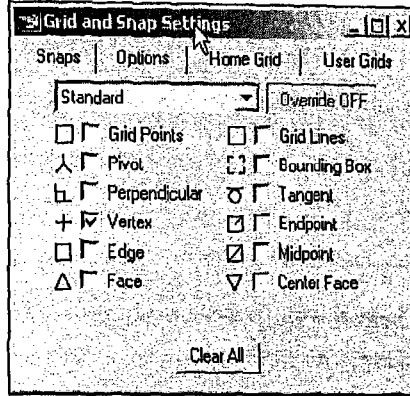 Grid and Snap Settings
Snaps Options Home Grid User Grids
Standard Override OFF
Grid Points Grid Lines
Pivot Bounding Box
Perpendicular Tangent
Vertex Endpoint
Edge Midpoint
Face Center Face
Clear All